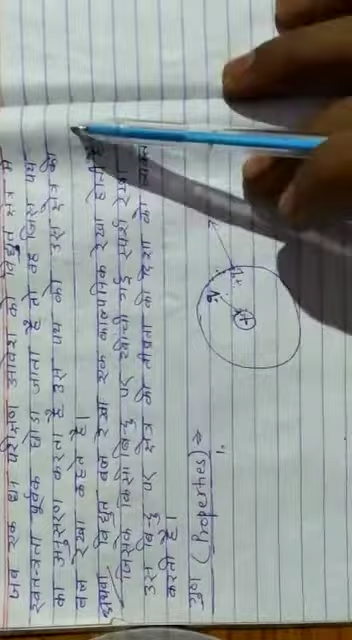 जब एक धन परीक्षण आवेश को विद्युत क्षेत्र में
स्वतन्त्रता पूर्वक छोडा जाता है तो वह जिस पथ
का अनुसरण करता है उस पथ को उस क्षेत्र की
बल रेखा कहते है।
अथवा विद्युत बल रेखा एक काल्पनिक रेखा होती है
जिसके किसी बिन्दु पर खींची गई स्पर्श रेखा
उस बिन्दु पर क्षेत्र की तीव्रता की दिशा को व्यक्त
करती है।
गुण (Properties) ⇒
1.